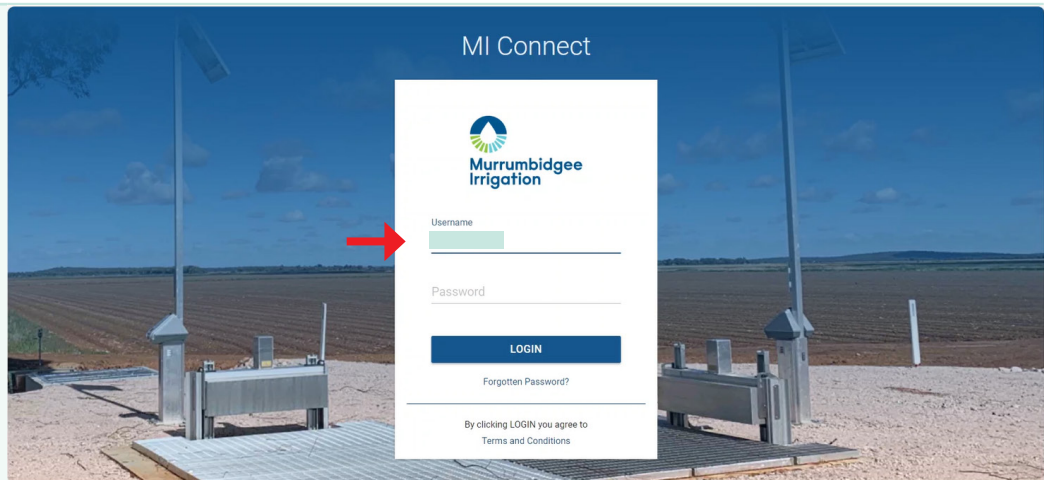 MI Connect
Murrumbidgee
Irrigation
Username
Password
LOGIN
Forgotten Password?
By clicking LOGIN you agree to
Terms and Conditions